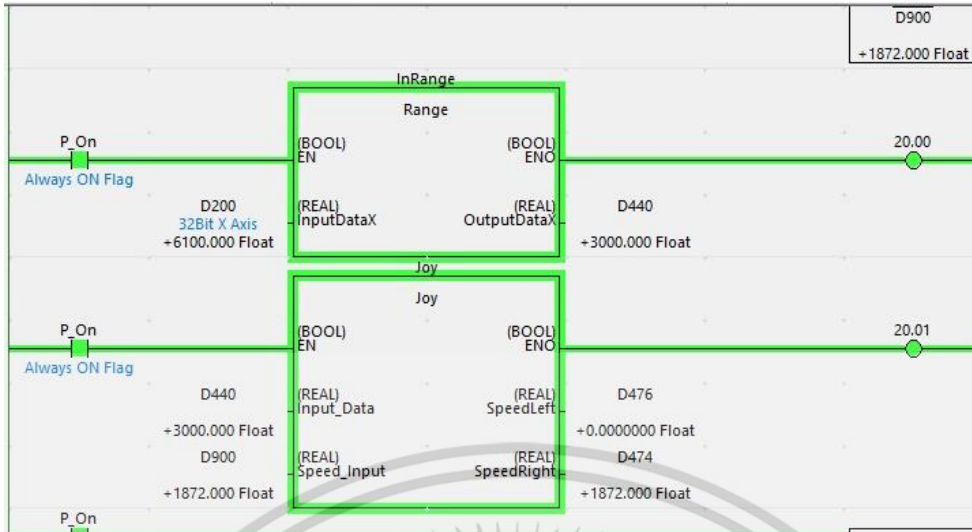 D900
+1872.000 Float
InRange
Range
P_On
(BOOL)
EN
(BOOL)
ENO
20.00
Always ON Flag
D200
32Bit X Axis
+6100.000 Float
(REAL)
InputDataX
(REAL)
OutputDataX
D440
+3000.000 Float
Joy
Joy
P_On
(BOOL)
EN
(BOOL)
ENO
20.01
Always ON Flag
D440
+3000.000 Float
(REAL)
Input_Data
(REAL)
SpeedLeft
D476
+0.0000000 Float
D900
+1872.000 Float
(REAL)
Speed_Input
(REAL)
SpeedRight
D474
+1872.000 Float
P_On